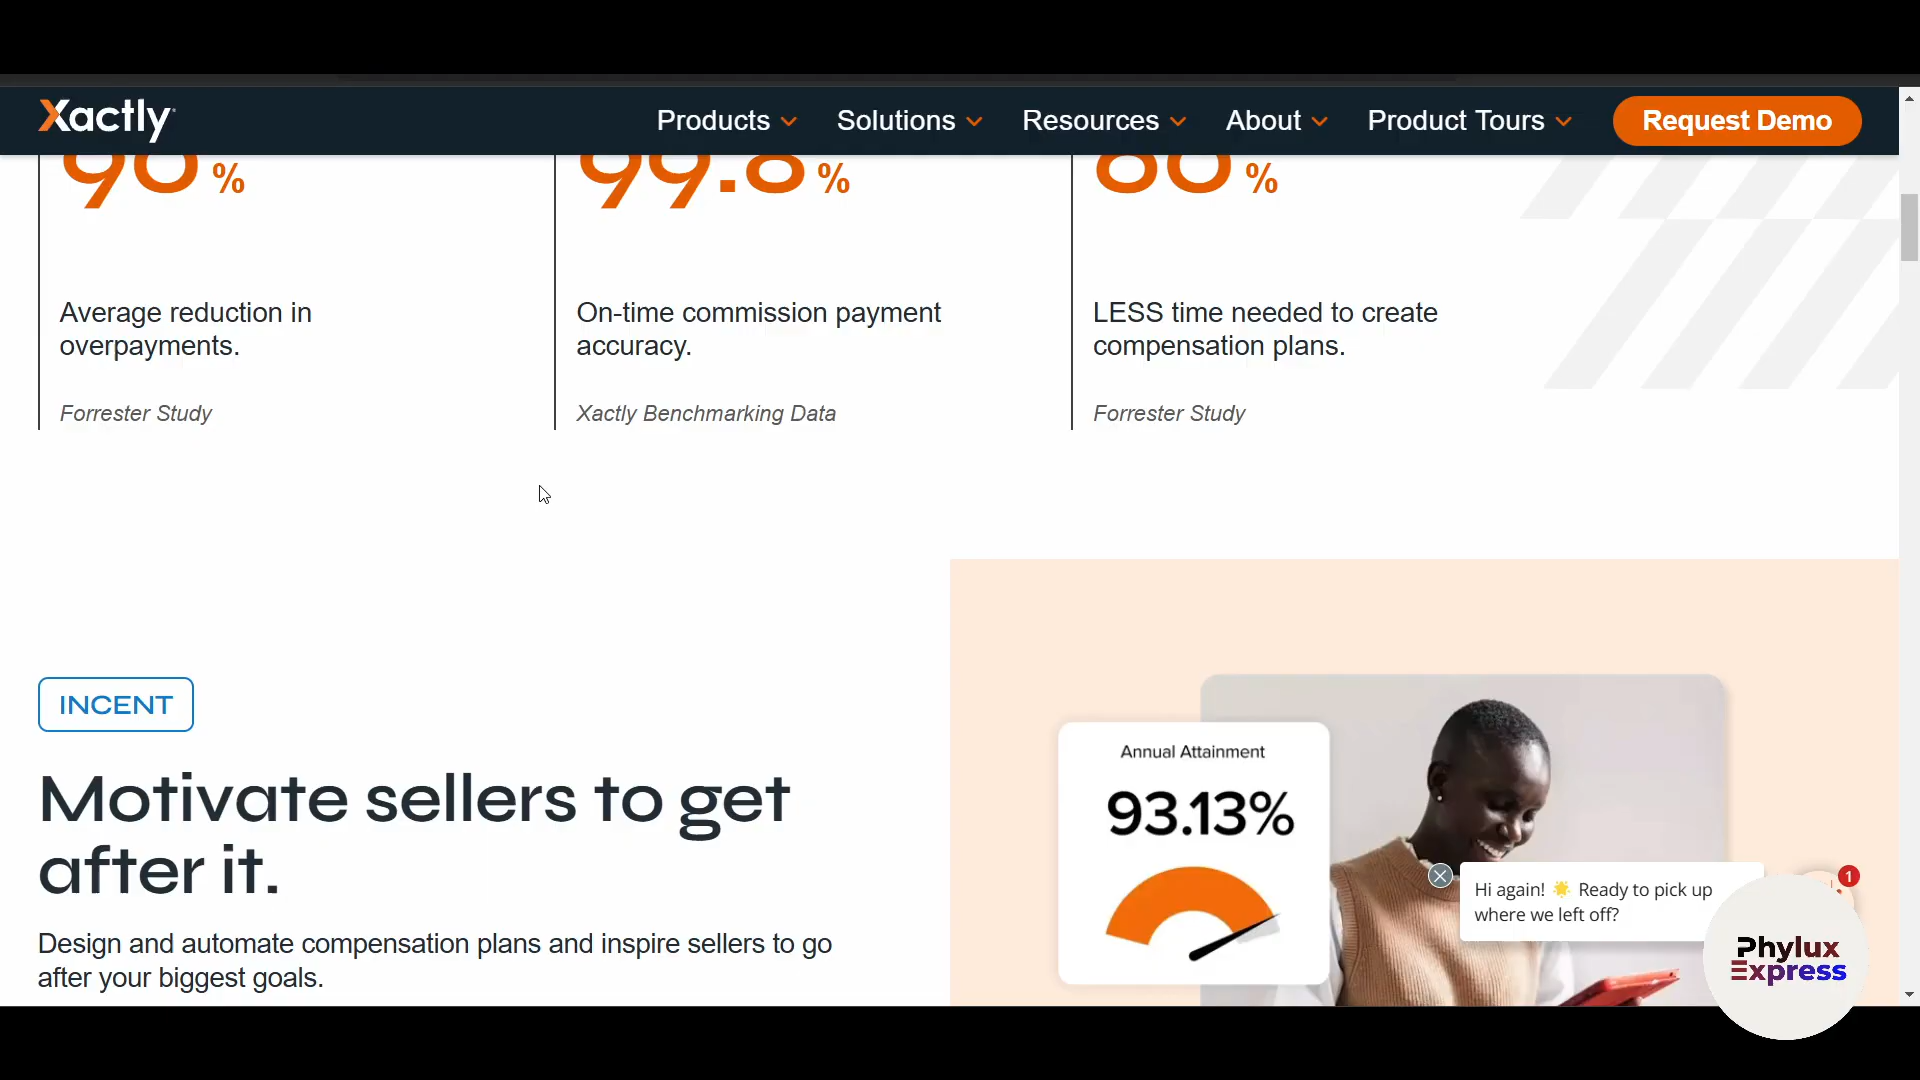 Xactly
Products
Solutions
Resources
About
Product Tours
Request Demo
90 %
99.8 %
%
Average reduction in
overpayments.
On-time commission payment
accuracy.
LESS time needed to create
compensation plans.
Forrester Study
Xactly Benchmarking Data
Forrester Study
INCENT
Motivate sellers to get
after it.
Design and automate compensation plans and inspire sellers to go
after your biggest goals.
Annual Attainment
93.13%
Hi again! 🌟 Ready to pick up
where we left off?
1
Phylux
Express